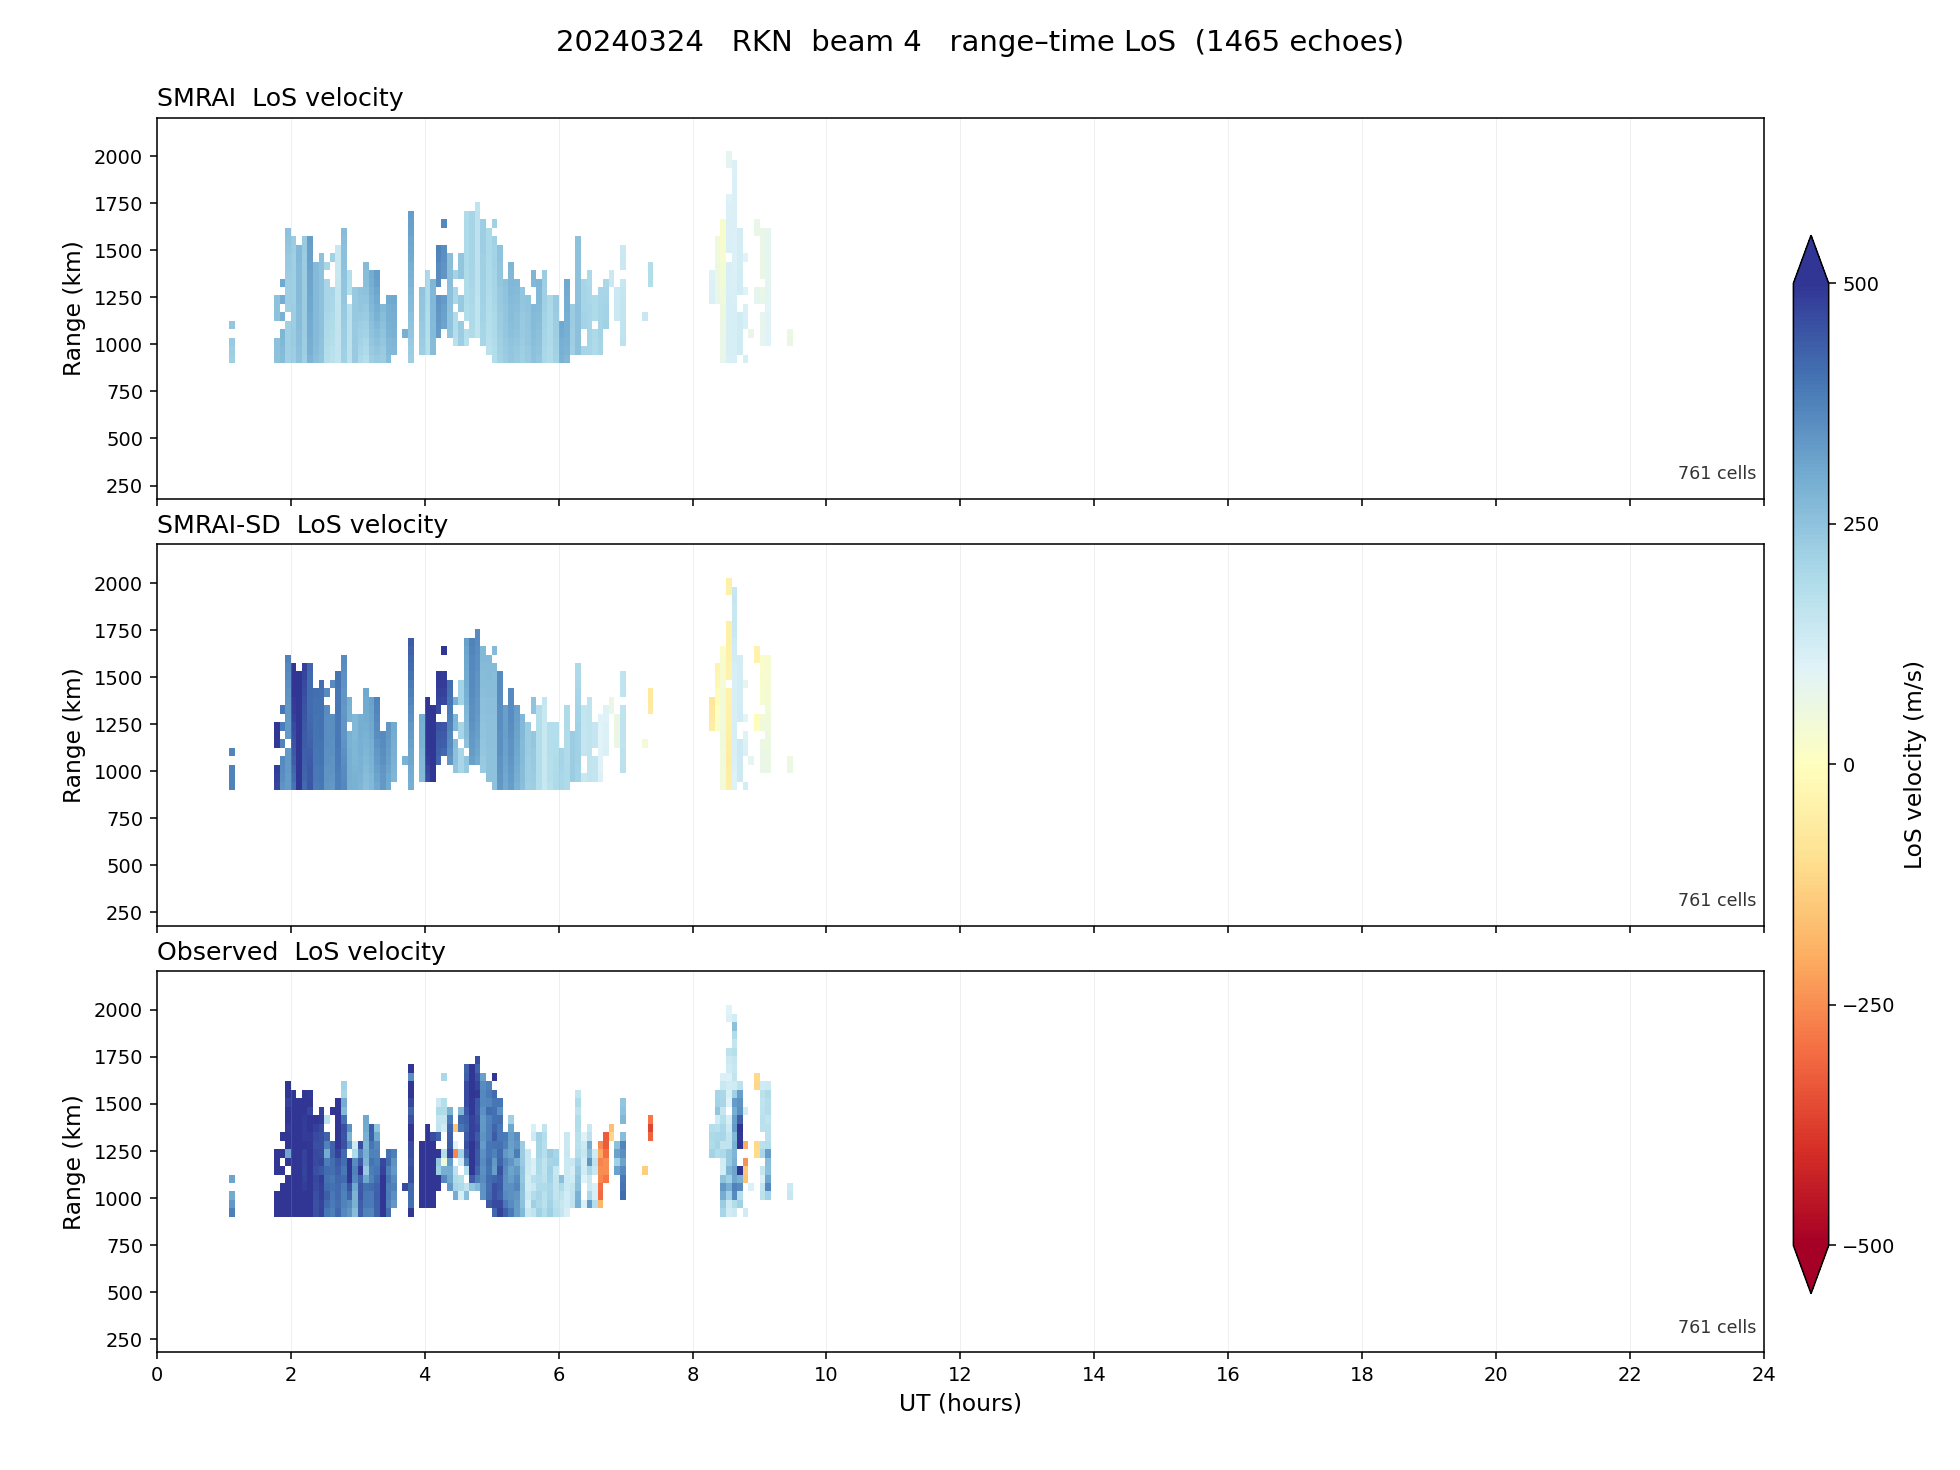 20240324   RKN  beam 4   range–time LoS  (1465 echoes)
SMRAI  LoS velocity
2000
1750
1500
1250
1000
750
500
250
Range (km)
761 cells
SMRAI-SD  LoS velocity
2000
1750
1500
1250
1000
750
500
250
Range (km)
761 cells
Observed  LoS velocity
2000
1750
1500
1250
1000
750
500
250
Range (km)
761 cells
0 2 4 6 8 10 12 14 16 18 20 22 24
UT (hours)
500
250
0
−250
−500
LoS velocity (m/s)